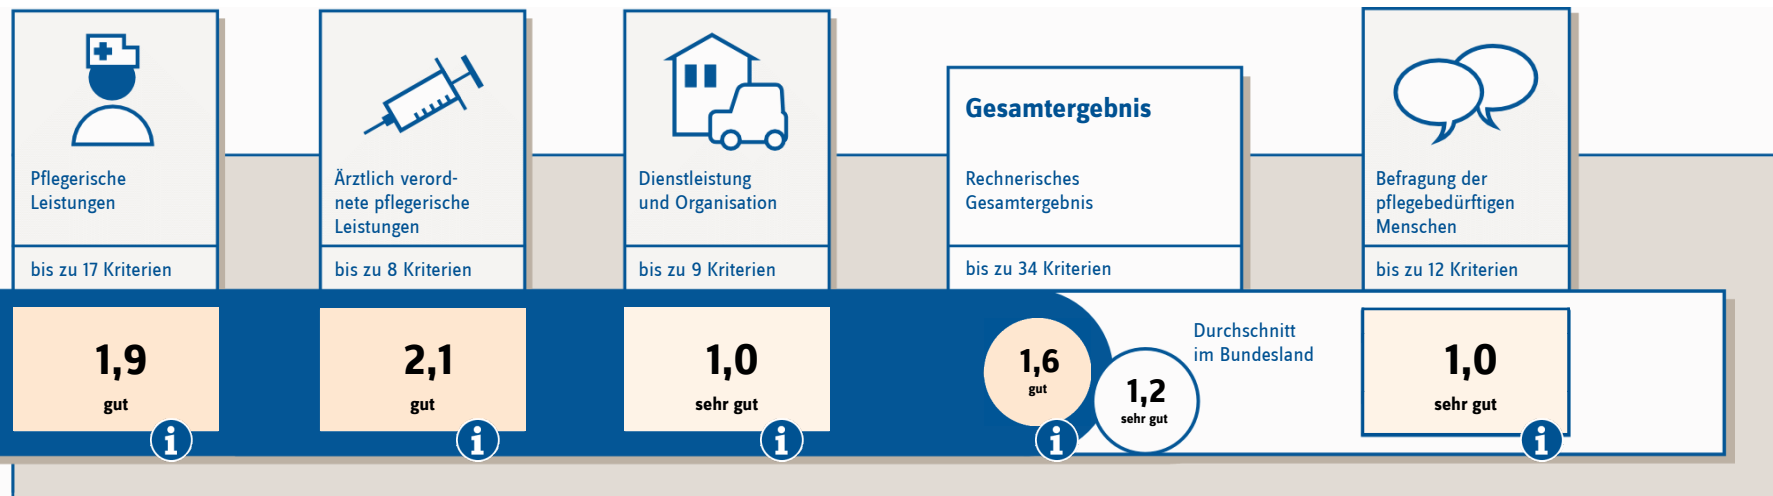 Pflegerische
Leistungen
bis zu 17 Kriterien
1,9
gut
i
Ärztlich verord-
nete pflegerische
Leistungen
bis zu 8 Kriterien
2,1
gut
i
Dienstleistung
und Organisation
bis zu 9 Kriterien
1,0
sehr gut
i
Gesamtergebnis
Rechnerisches
Gesamtergebnis
bis zu 34 Kriterien
1,6
gut
i
1,2
sehr gut
Durchschnitt
im Bundesland
Befragung der
pflegebedürftigen
Menschen
bis zu 12 Kriterien
1,0
sehr gut
i